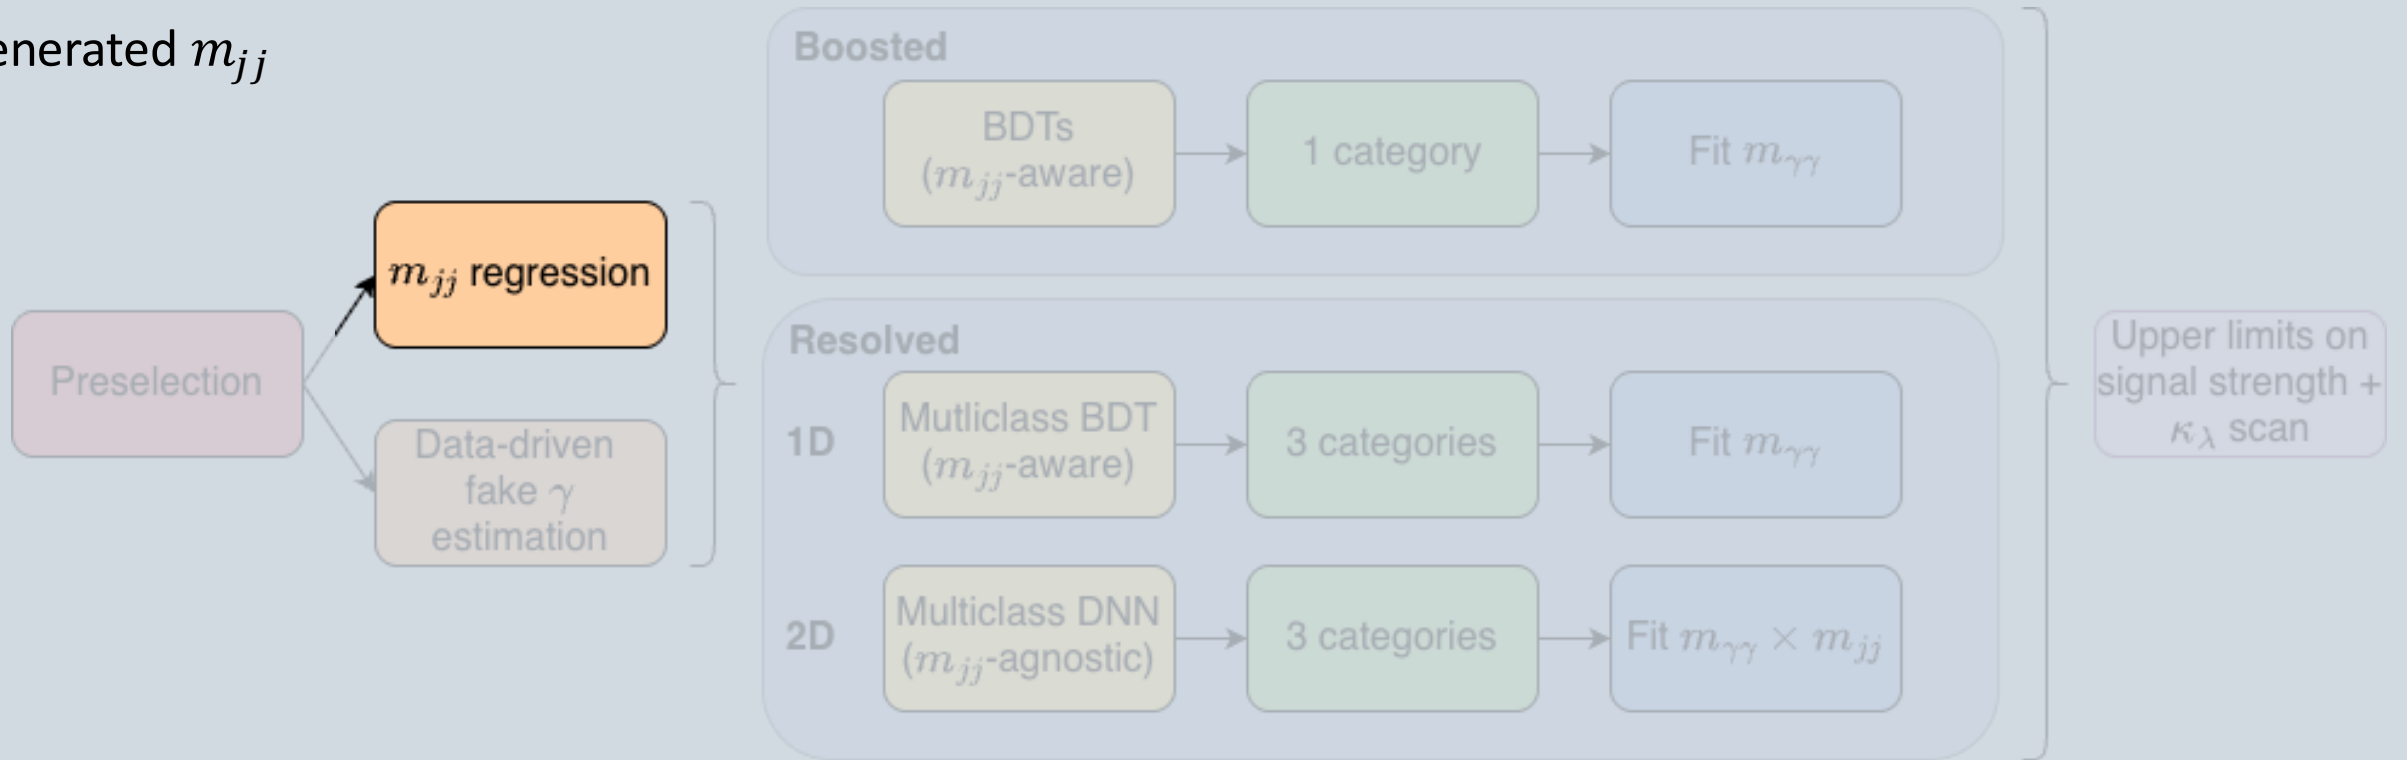 enerated $m_{jj}$
Preselection
$m_{jj}$ regression
Data-driven
fake $\gamma$
estimation
Boosted
BDTs
($m_{jj}$-aware)
1 category
Fit $m_{\gamma\gamma}$
Resolved
1D
Mutliclass BDT
($m_{jj}$-aware)
3 categories
Fit $m_{\gamma\gamma}$
2D
Multiclass DNN
($m_{jj}$-agnostic)
3 categories
Fit $m_{\gamma\gamma} \times m_{jj}$
Upper limits on
signal strength +
$\kappa_\lambda$ scan